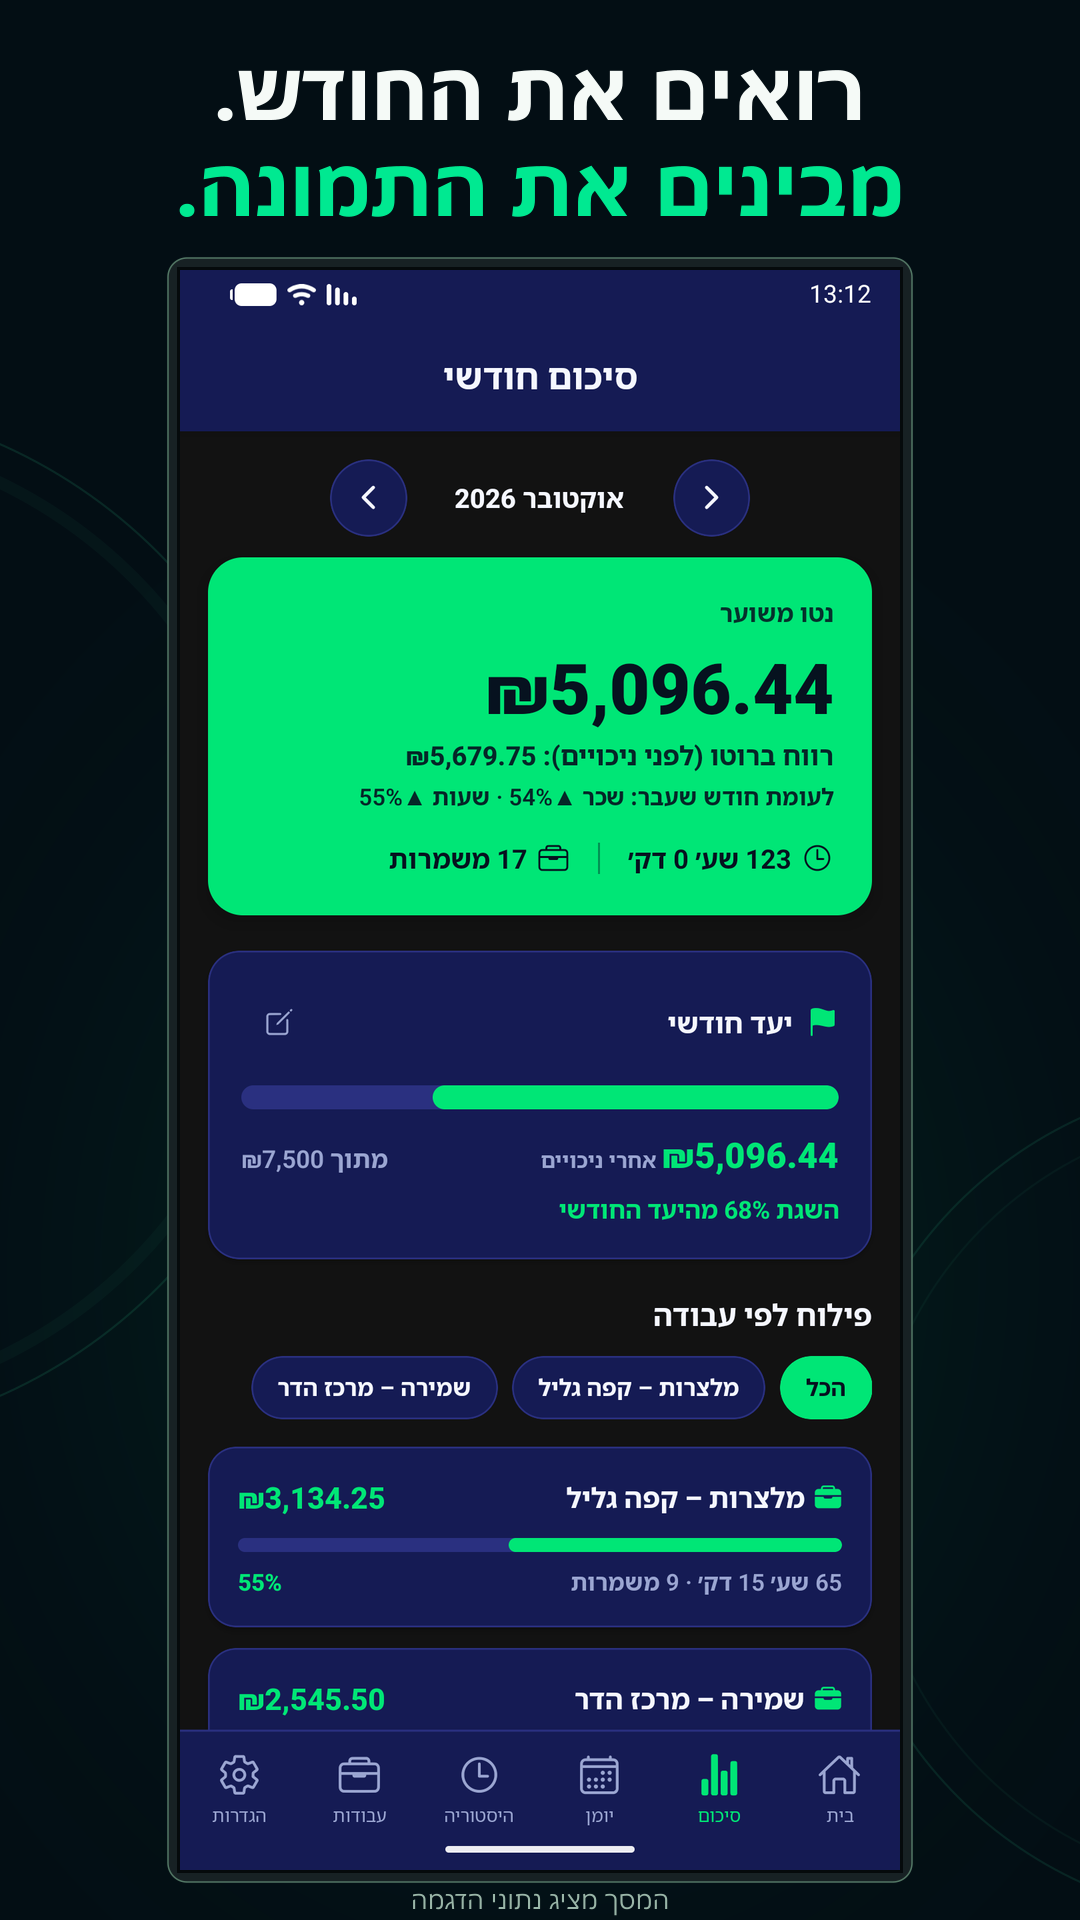 רואים את החודש.
מבינים את התמונה.
13:12
סיכום חודשי
אוקטובר 2026
נטו משוער
₪5,096.44
רווח ברוטו (לפני ניכויים): ₪5,679.75
לעומת חודש שעבר: שכר ▲54% · שעות ▲55%
123 שע׳ 0 דק׳ | 17 משמרות
יעד חודשי
₪5,096.44 אחרי ניכויים מתוך ₪7,500
השגת 68% מהיעד החודשי
פילוח לפי עבודה
הכל מלצרות – קפה גליל שמירה – מרכז הדר
מלצרות – קפה גליל ₪3,134.25
65 שע׳ 15 דק׳ · 9 משמרות 55%
שמירה – מרכז הדר ₪2,545.50
בית סיכום יומן היסטוריה עבודות הגדרות
המסך מציג נתוני הדגמה